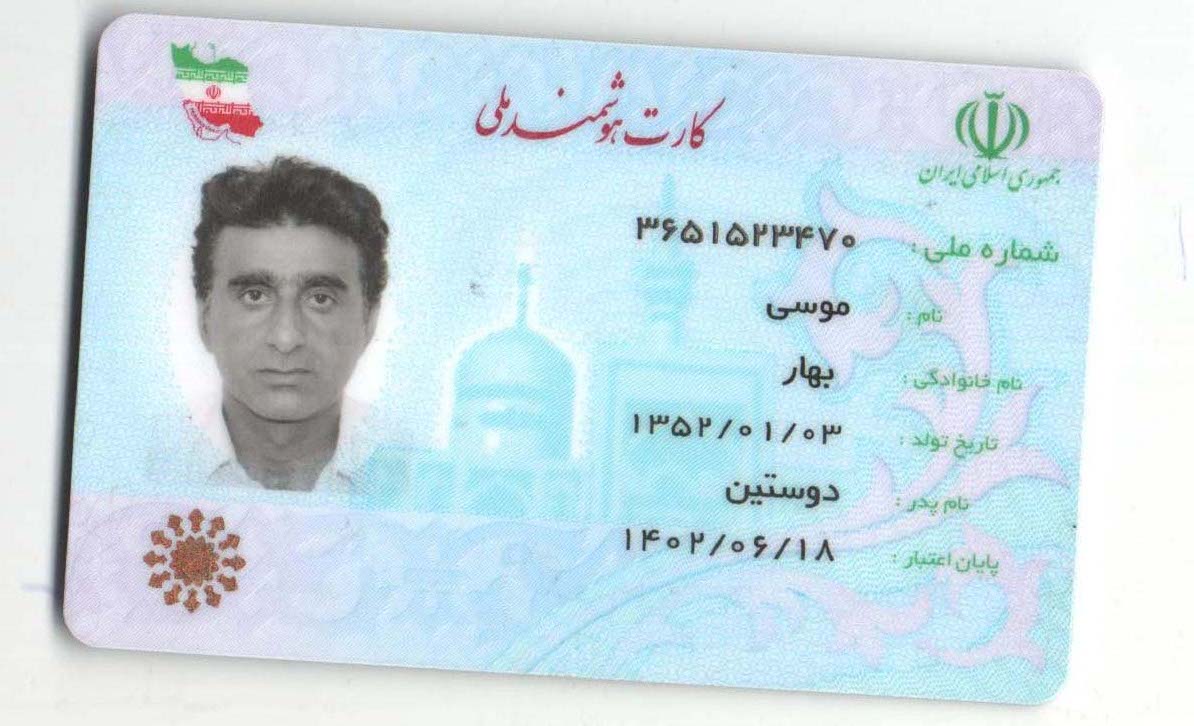 کارت هوشمند ملی
جمهوری اسلامی ایران
شماره ملی : ۳۶۵۱۵۲۳۴۷۰
نام : موسی
نام خانوادگی : بهار
تاریخ تولد : ۱۳۵۲/۰۱/۰۳
نام پدر : دوستین
پایان اعتبار : ۱۴۰۲/۰۶/۱۸